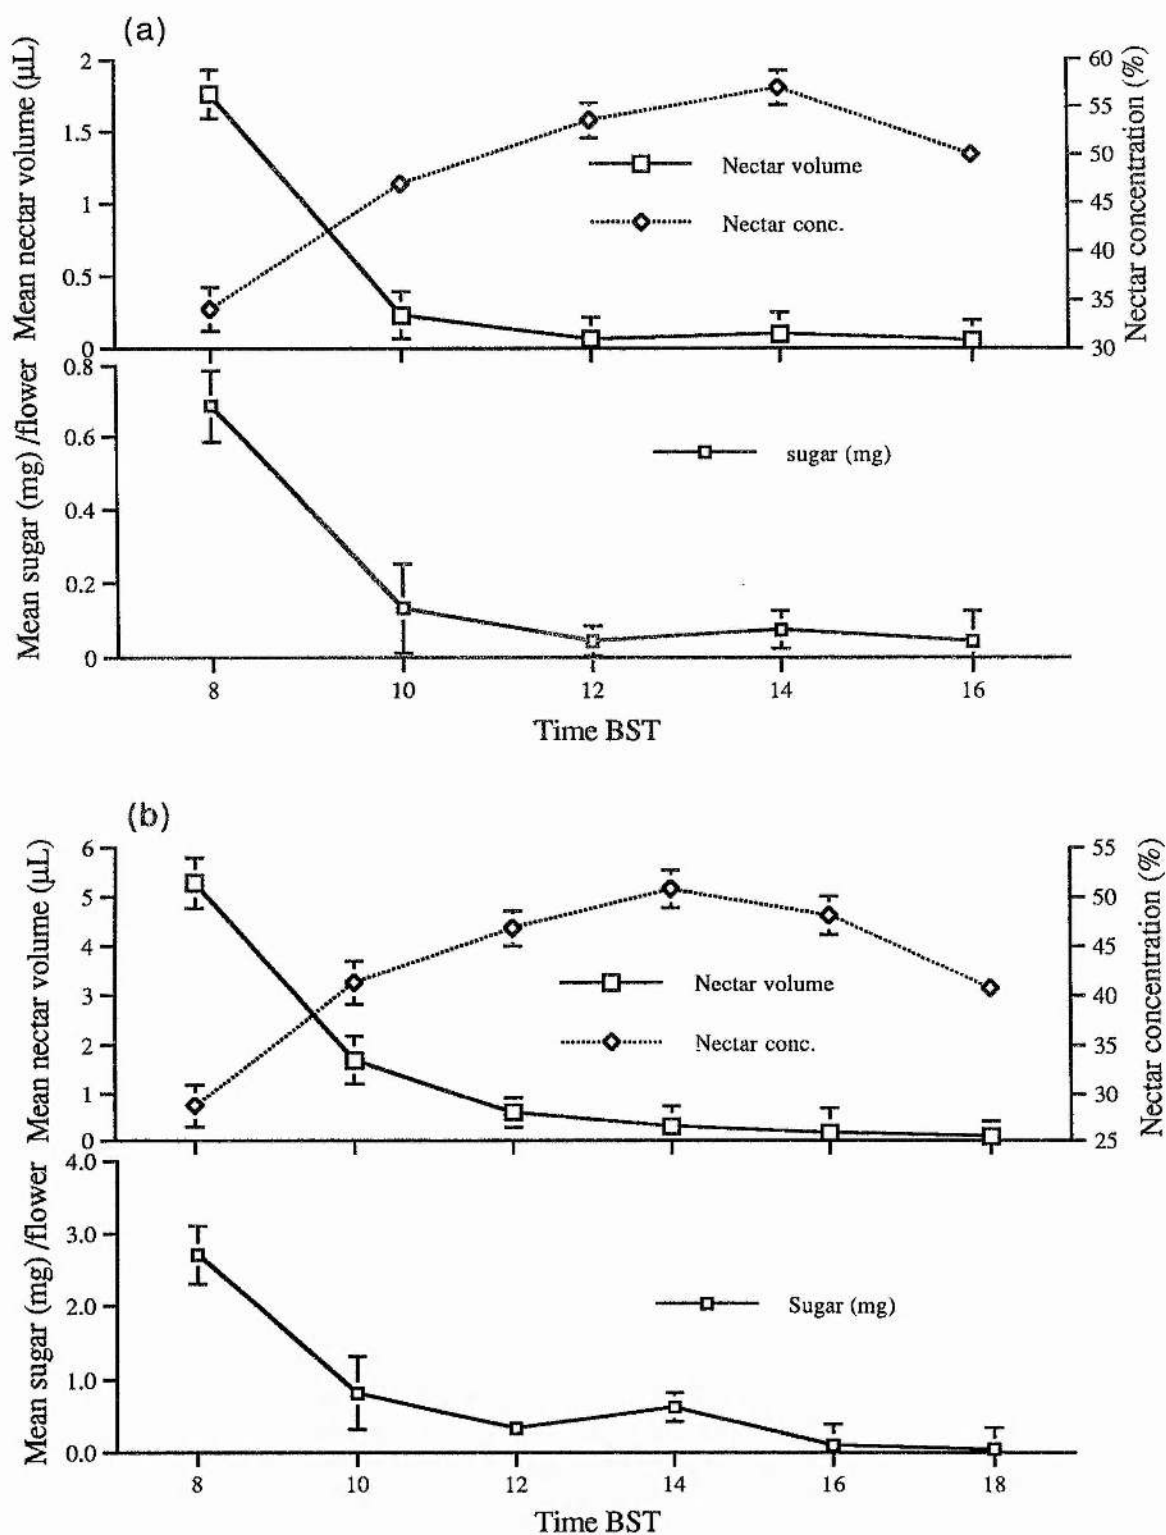 (a)
Mean nectar volume (µL)
2
1.5
1
0.5
0
Nectar volume
Nectar conc.
60
55
50
45
40
35
30
Nectar concentration (%)
Mean sugar (mg) /flower
0.8
0.6
0.4
0.2
0
sugar (mg)
8 10 12 14 16
Time BST
(b)
Mean nectar volume (µL)
6
5
4
3
2
1
0
Nectar volume
Nectar conc.
55
50
45
40
35
30
25
Nectar concentration (%)
Mean sugar (mg) /flower
4.0
3.0
2.0
1.0
0.0
Sugar (mg)
8 10 12 14 16 18
Time BST